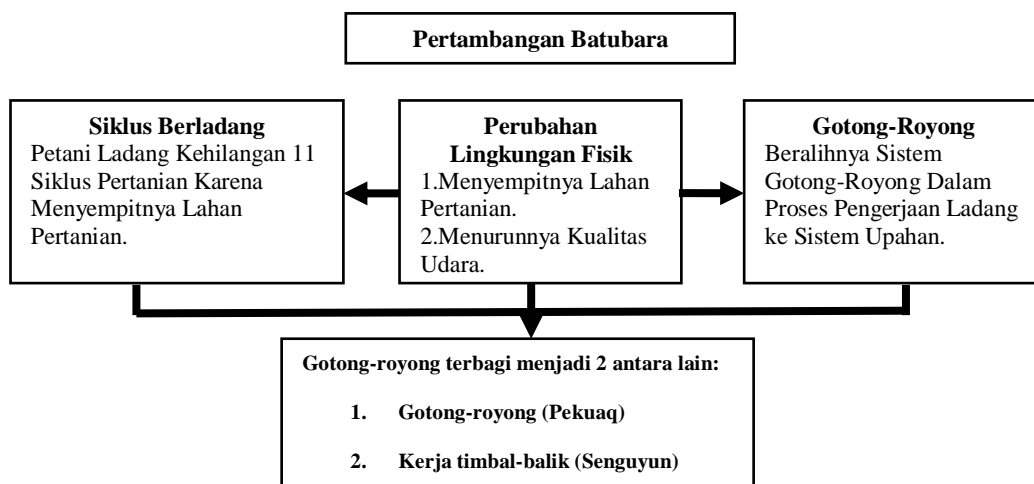 Pertambangan Batubara
Siklus Berladang
Petani Ladang Kehilangan 11
Siklus Pertanian Karena
Menyempitnya Lahan
Pertanian.
Perubahan
Lingkungan Fisik
1.Menyempitnya Lahan
Pertanian.
2.Menurunnya Kualitas
Udara.
Gotong-Royong
Beralihnya Sistem
Gotong-Royong Dalam
Proses Pengerjaan Ladang
ke Sistem Upahan.
Gotong-royong terbagi menjadi 2 antara lain:
1. Gotong-royong (Pekuaq)
2. Kerja timbal-balik (Senguyun)